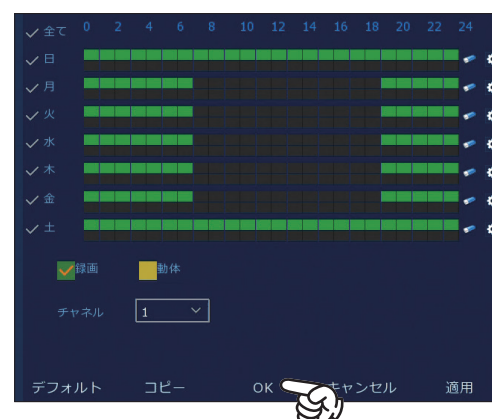 全て 0 2 4 6 8 10 12 14 16 18 20 22 24
日
月
火
水
木
金
土
録画 動体
チャネル 1
デフォルト コピー OK キャンセル 適用